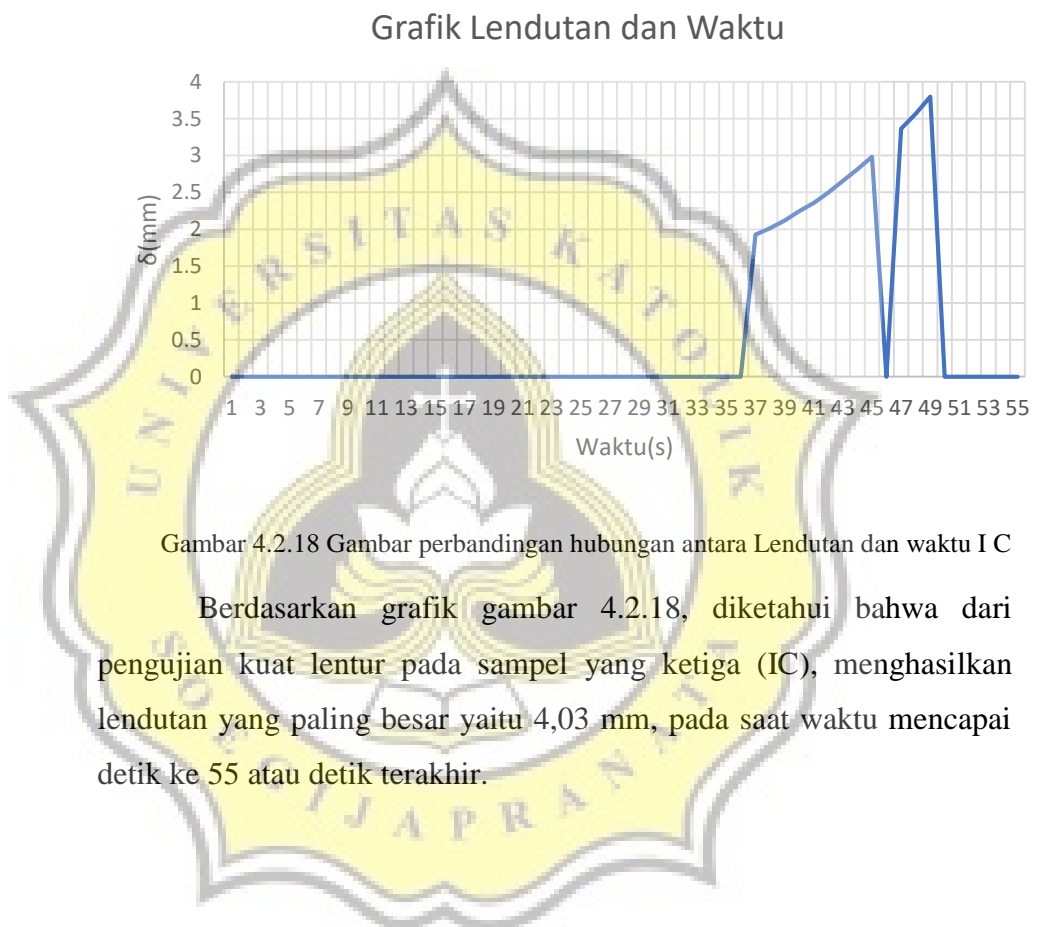 Grafik Lendutan dan Waktu
4
3.5
3
2.5
2
1.5
1
0.5
0
δ(mm)
1 3 5 7 9 11 13 15 17 19 21 23 25 27 29 31 33 35 37 39 41 43 45 47 49 51 53 55
Waktu(s)
UNIVERSITAS KATOLIK
SOEGIJAPRANATA
Gambar 4.2.18 Gambar perbandingan hubungan antara Lendutan dan waktu I C
Berdasarkan grafik gambar 4.2.18, diketahui bahwa dari
pengujian kuat lentur pada sampel yang ketiga (IC), menghasilkan
lendutan yang paling besar yaitu 4,03 mm, pada saat waktu mencapai
detik ke 55 atau detik terakhir.